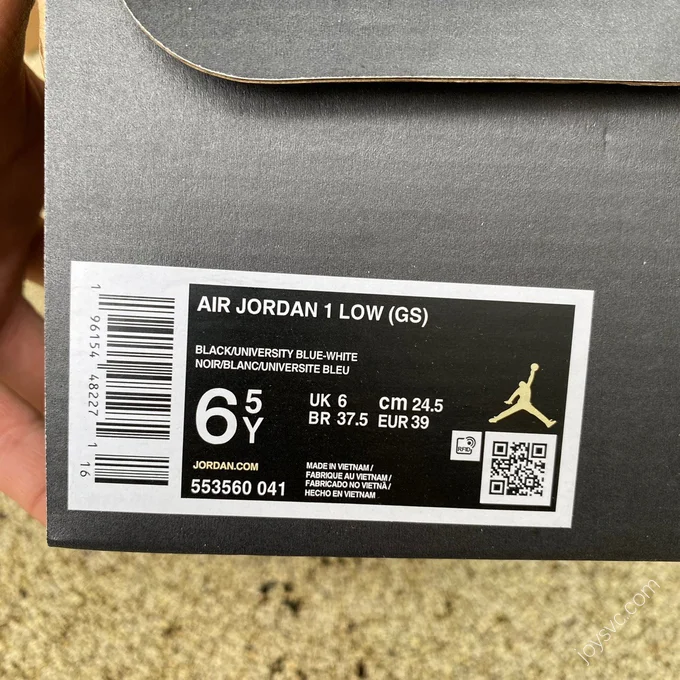 AIR JORDAN 1 LOW (GS)
BLACK/UNIVERSITY BLUE-WHITE
NOIR/BLANC/UNIVERSITE BLEU
6 5Y
UK 6 cm 24.5
BR 37.5 EUR 39
JORDAN.COM
553560 041
MADE IN VIETNAM /
FABRIQUE AU VIETNAM /
FABRICADO NO VIETNÃ /
HECHO EN VIETNAM
RFID
1 96154 48227 1 16
joysvc.com